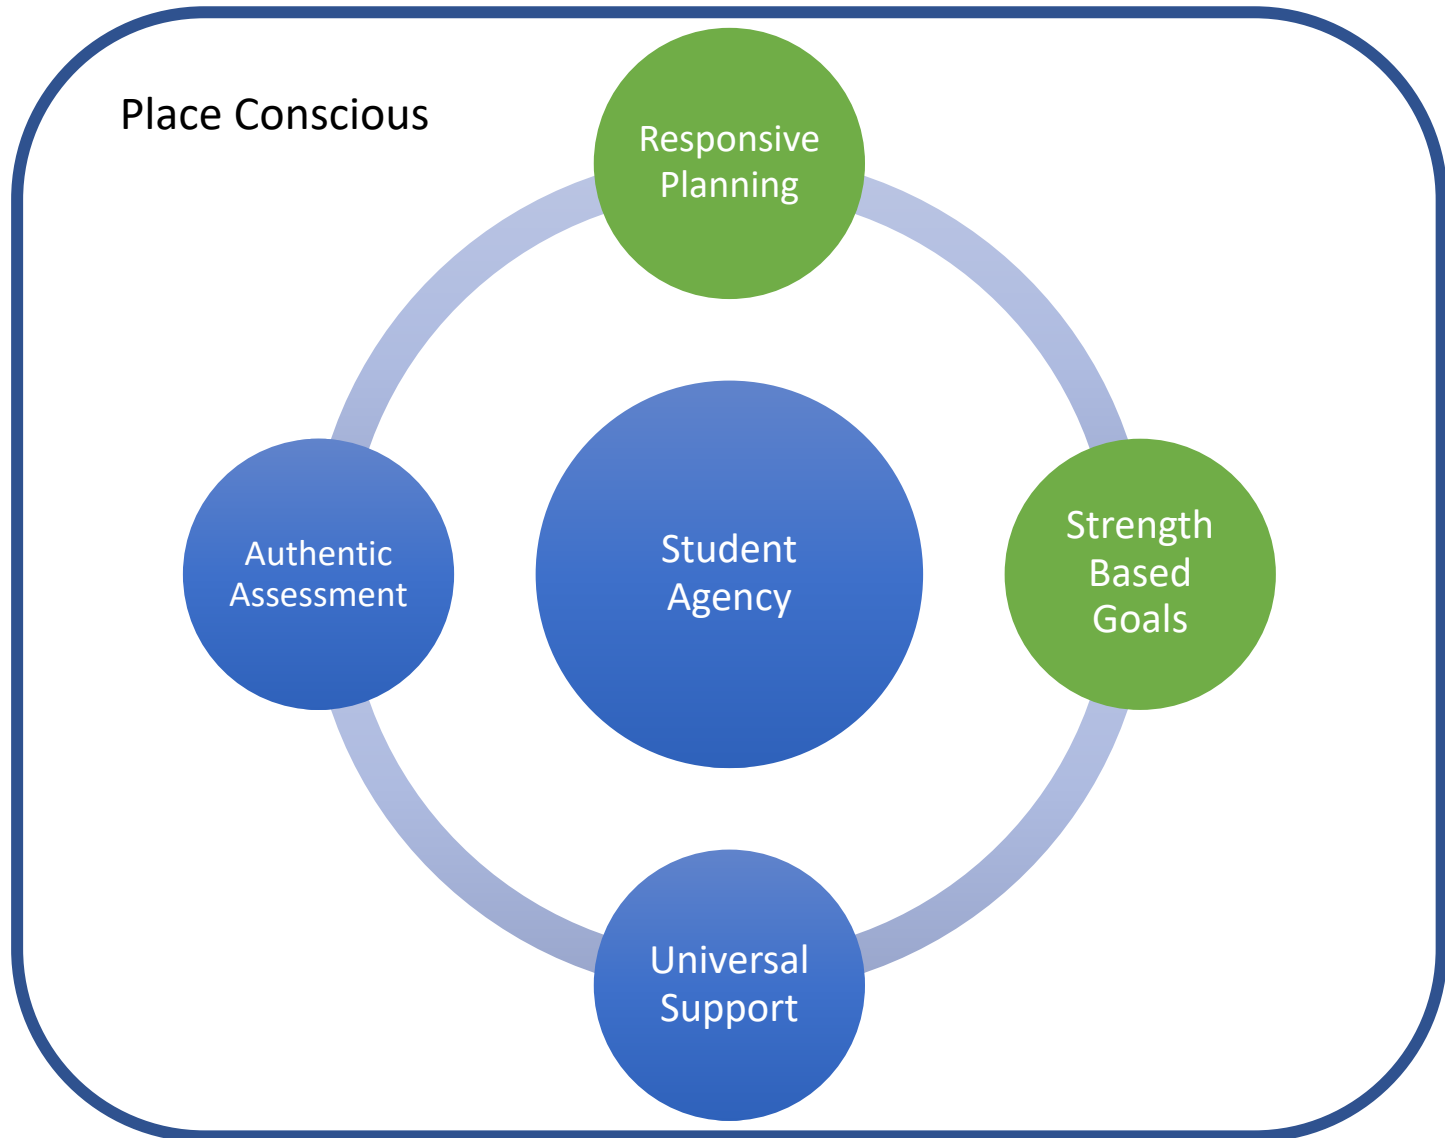 Place Conscious
Responsive
Planning
Authentic
Assessment
Student
Agency
Strength
Based
Goals
Universal
Support